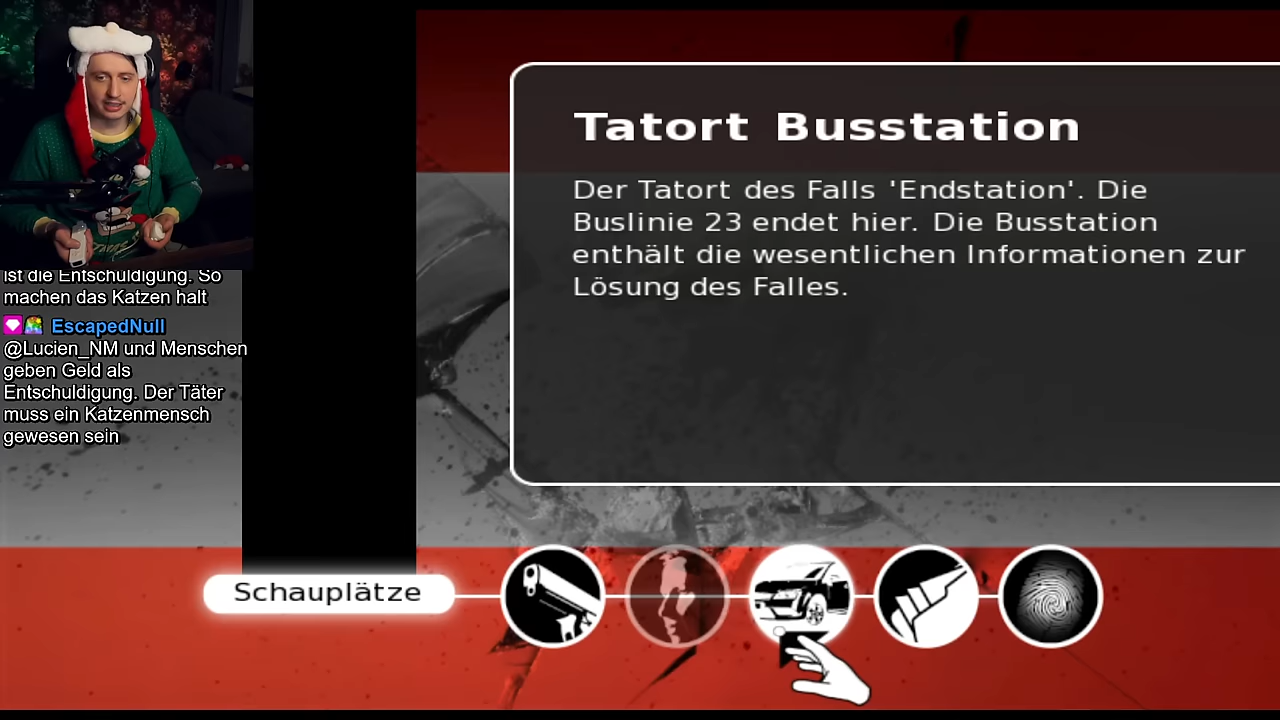 Tatort Busstation
Der Tatort des Falls 'Endstation'. Die
Buslinie 23 endet hier. Die Busstation
enthält die wesentlichen Informationen zur
Lösung des Falles.
ist die Entschuldigung. So
machen das Katzen halt
EscapedNull
@Lucien_NM und Menschen
geben Geld als
Entschuldigung. Der Täter
muss ein Katzenmensch
gewesen sein
Schauplätze